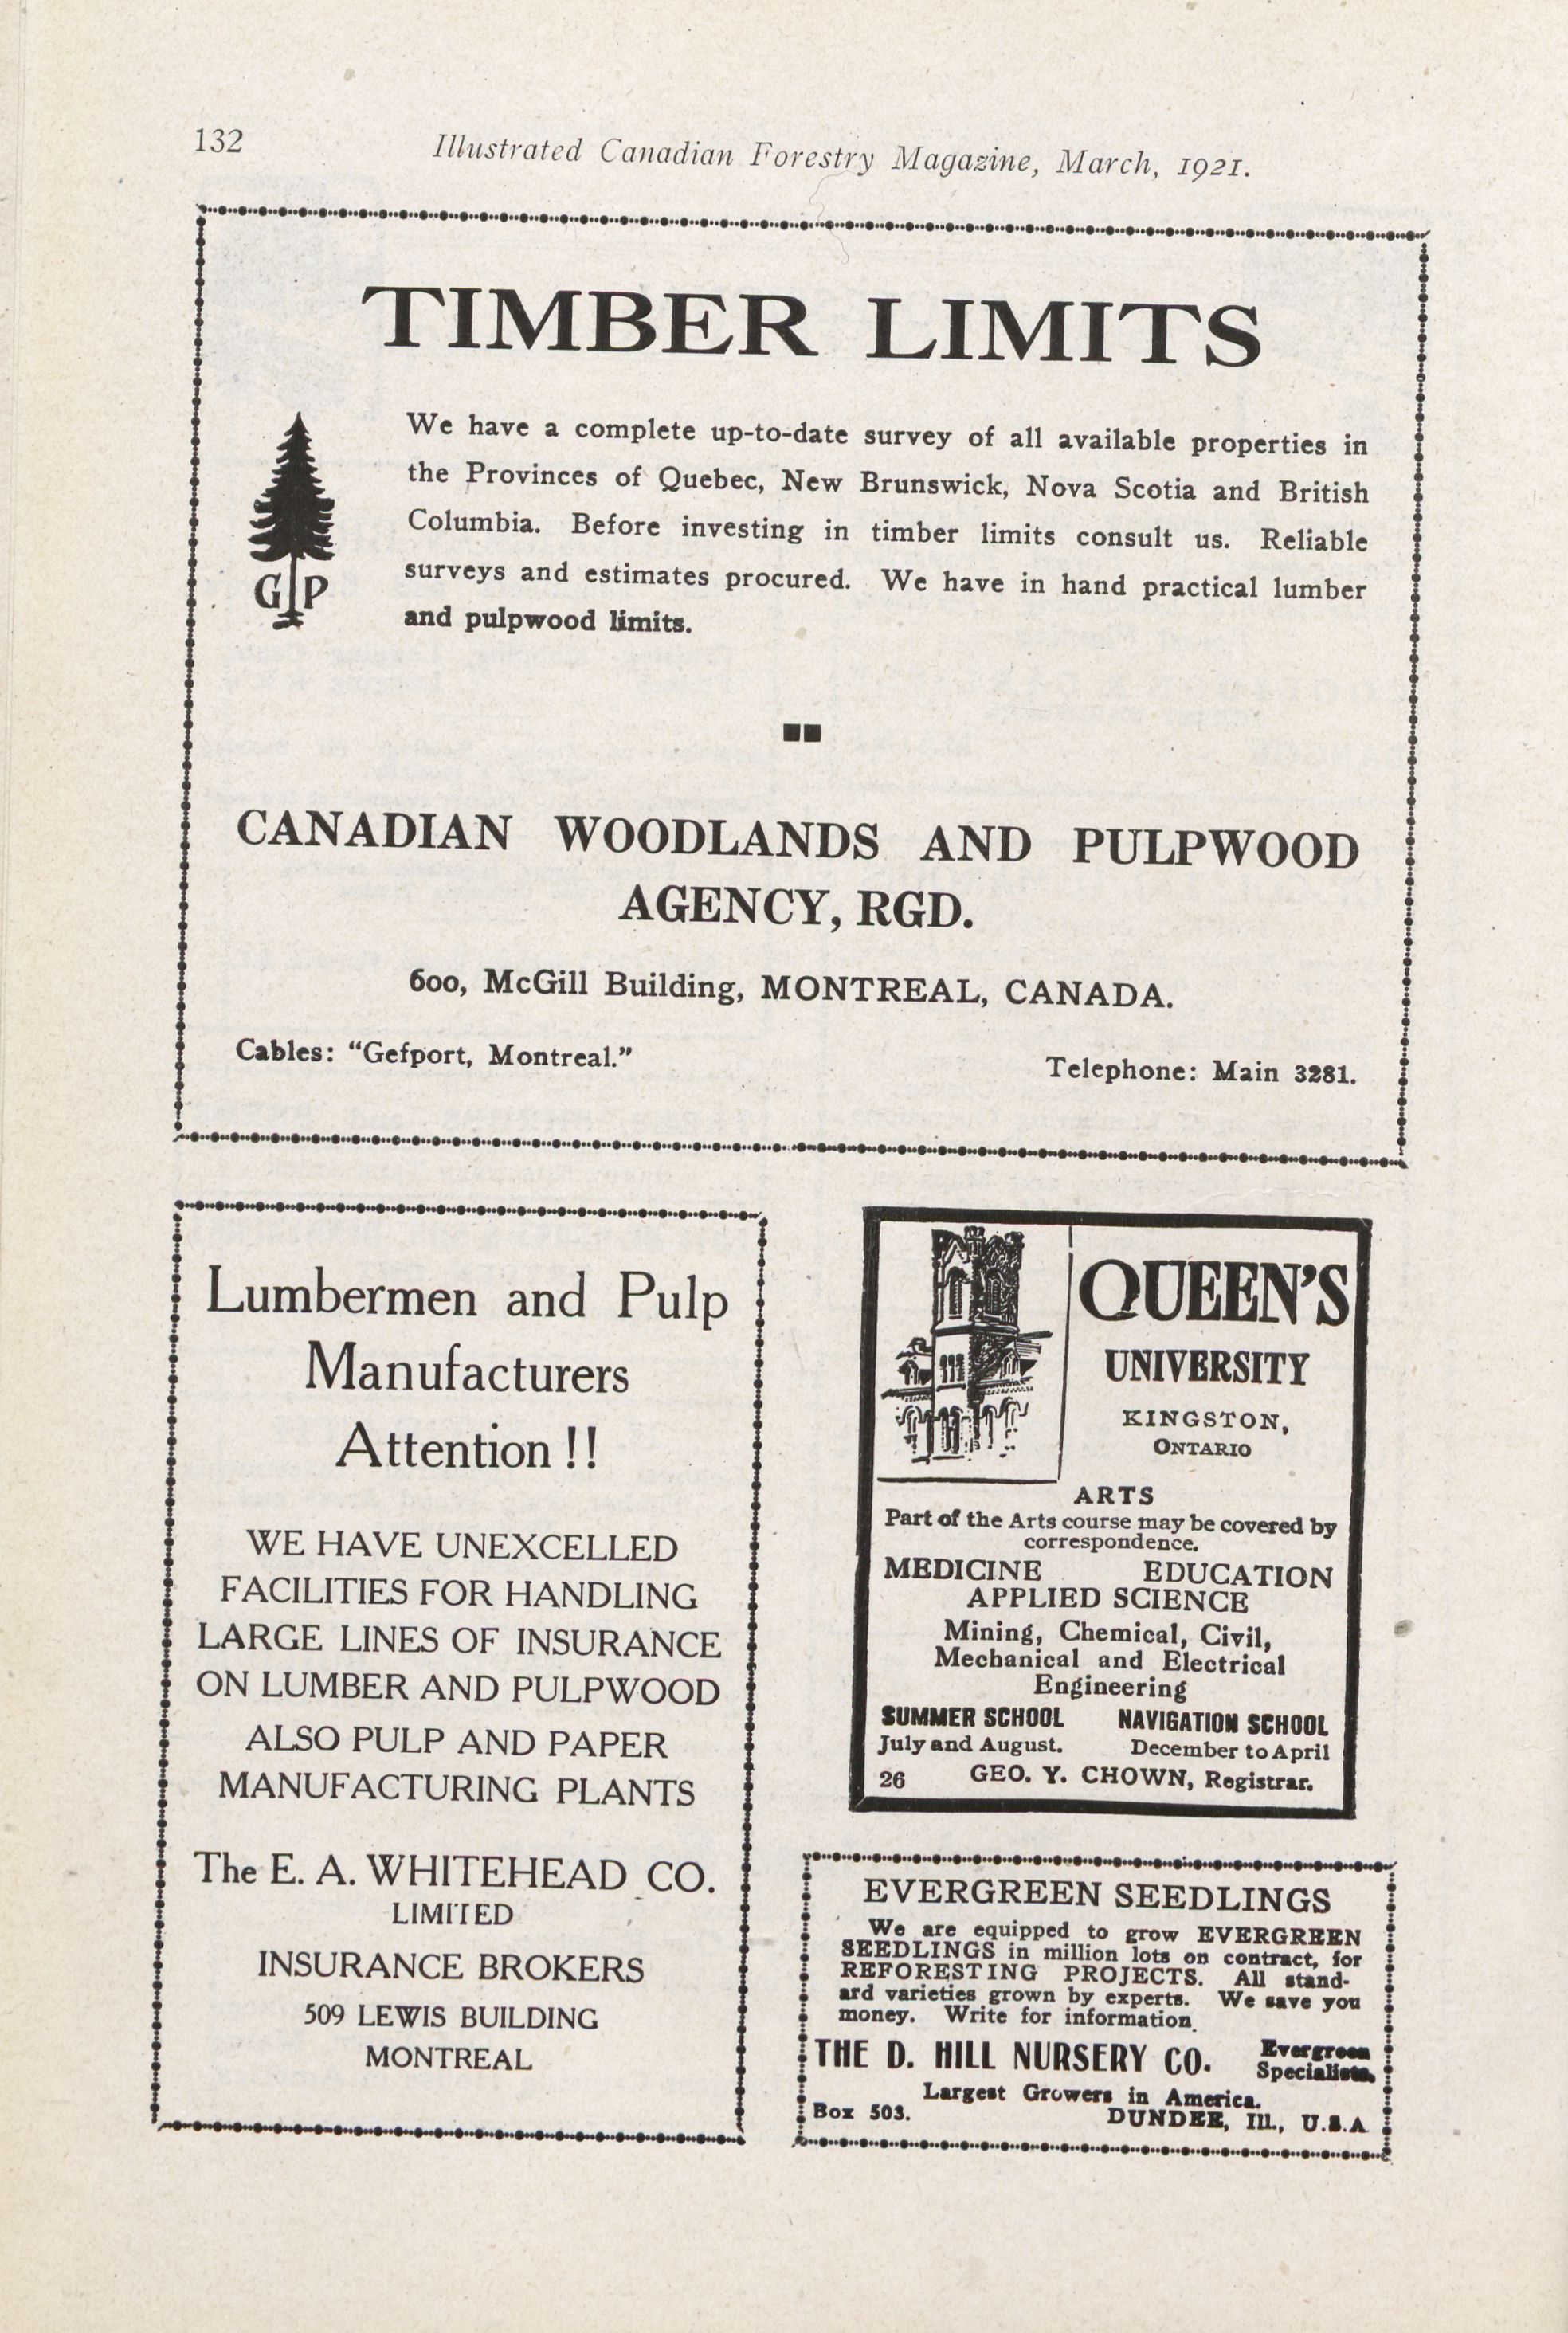 132
Illustrated Canadian Forestry Magazine, March, 1921.
TIMBER LIMITS
We have a complete up-to-date survey of all available properties in
the Provinces of Quebec, New Brunswick, Nova Scotia and British
Columbia. Before investing in timber limits consult us. Reliable
surveys and estimates procured. We have in hand practical lumber
and pulpwood limits.
G P
CANADIAN WOODLANDS AND PULPWOOD
AGENCY, RGD.
600, McGill Building, MONTREAL, CANADA.
Cables: "Gefport, Montreal."
Telephone: Main 3281.
Lumbermen and Pulp
Manufacturers
Attention !!
WE HAVE UNEXCELLED
FACILITIES FOR HANDLING
LARGE LINES OF INSURANCE
ON LUMBER AND PULPWOOD
ALSO PULP AND PAPER
MANUFACTURING PLANTS
The E. A. WHITEHEAD CO.
LIMITED
INSURANCE BROKERS
509 LEWIS BUILDING
MONTREAL
QUEEN'S
UNIVERSITY
KINGSTON,
ONTARIO
ARTS
Part of the Arts course may be covered by
correspondence.
MEDICINE EDUCATION
APPLIED SCIENCE
Mining, Chemical, Civil,
Mechanical and Electrical
Engineering
SUMMER SCHOOL NAVIGATION SCHOOL
July and August. December to April
26 GEO. Y. CHOWN, Registrar.
EVERGREEN SEEDLINGS
We are equipped to grow EVERGREEN
SEEDLINGS in million lots on contract, for
REFORESTING PROJECTS. All stand-
ard varieties grown by experts. We save you
money. Write for information.
THE D. HILL NURSERY CO. Evergreen
Specialists.
Largest Growers in America.
Box 503. DUNDEE, Ill., U.S.A